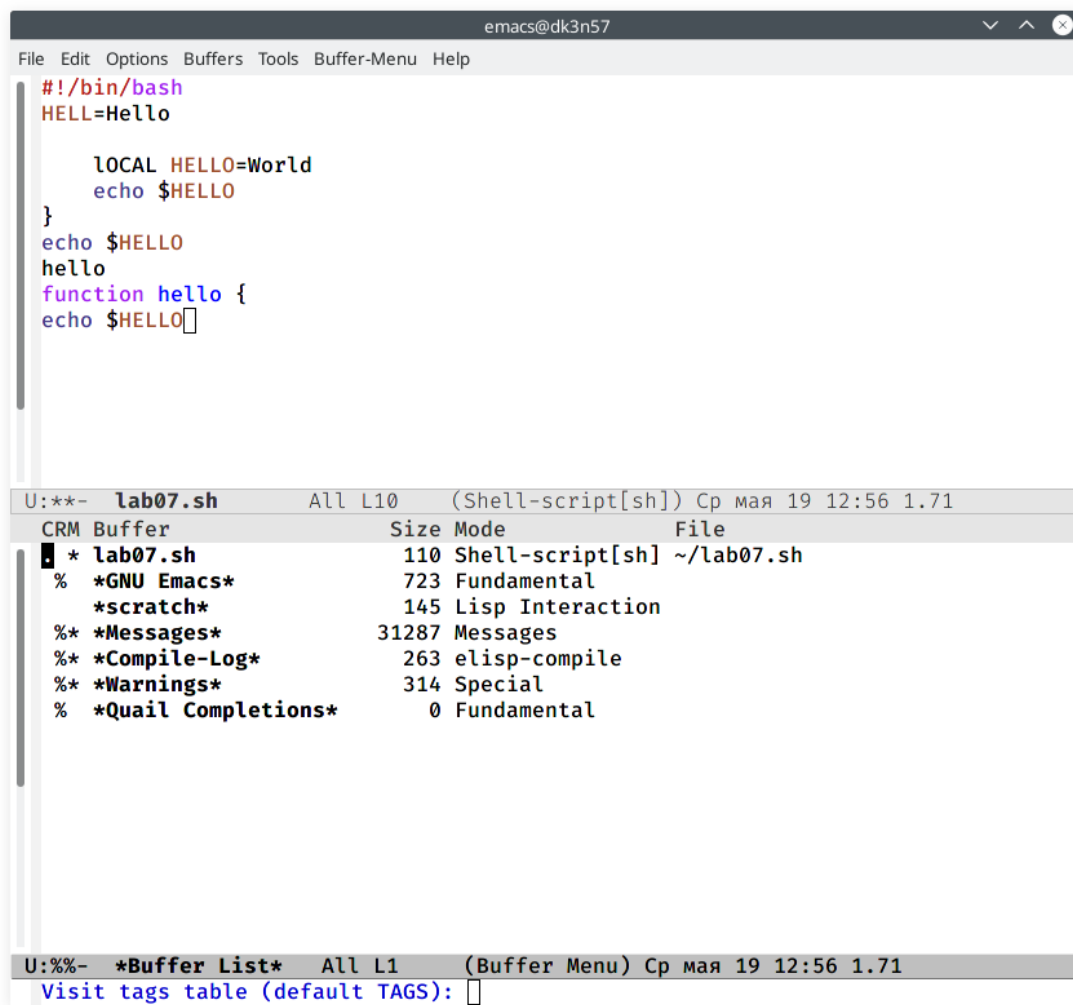 emacs@dk3n57
File Edit Options Buffers Tools Buffer-Menu Help
#!/bin/bash
HELL=Hello
    lOCAL HELLO=World
    echo $HELLO
}
echo $HELLO
hello
function hello {
echo $HELLO
U:**-  lab07.sh       All L10    (Shell-script[sh]) Ср мая 19 12:56 1.71
CRM Buffer                 Size Mode             File
. * lab07.sh                110 Shell-script[sh] ~/lab07.sh
 %  *GNU Emacs*             723 Fundamental
    *scratch*               145 Lisp Interaction
 %* *Messages*            31287 Messages
 %* *Compile-Log*           263 elisp-compile
 %* *Warnings*              314 Special
 %  *Quail Completions*       0 Fundamental
U:%%-  *Buffer List*   All L1     (Buffer Menu) Ср мая 19 12:56 1.71
Visit tags table (default TAGS):